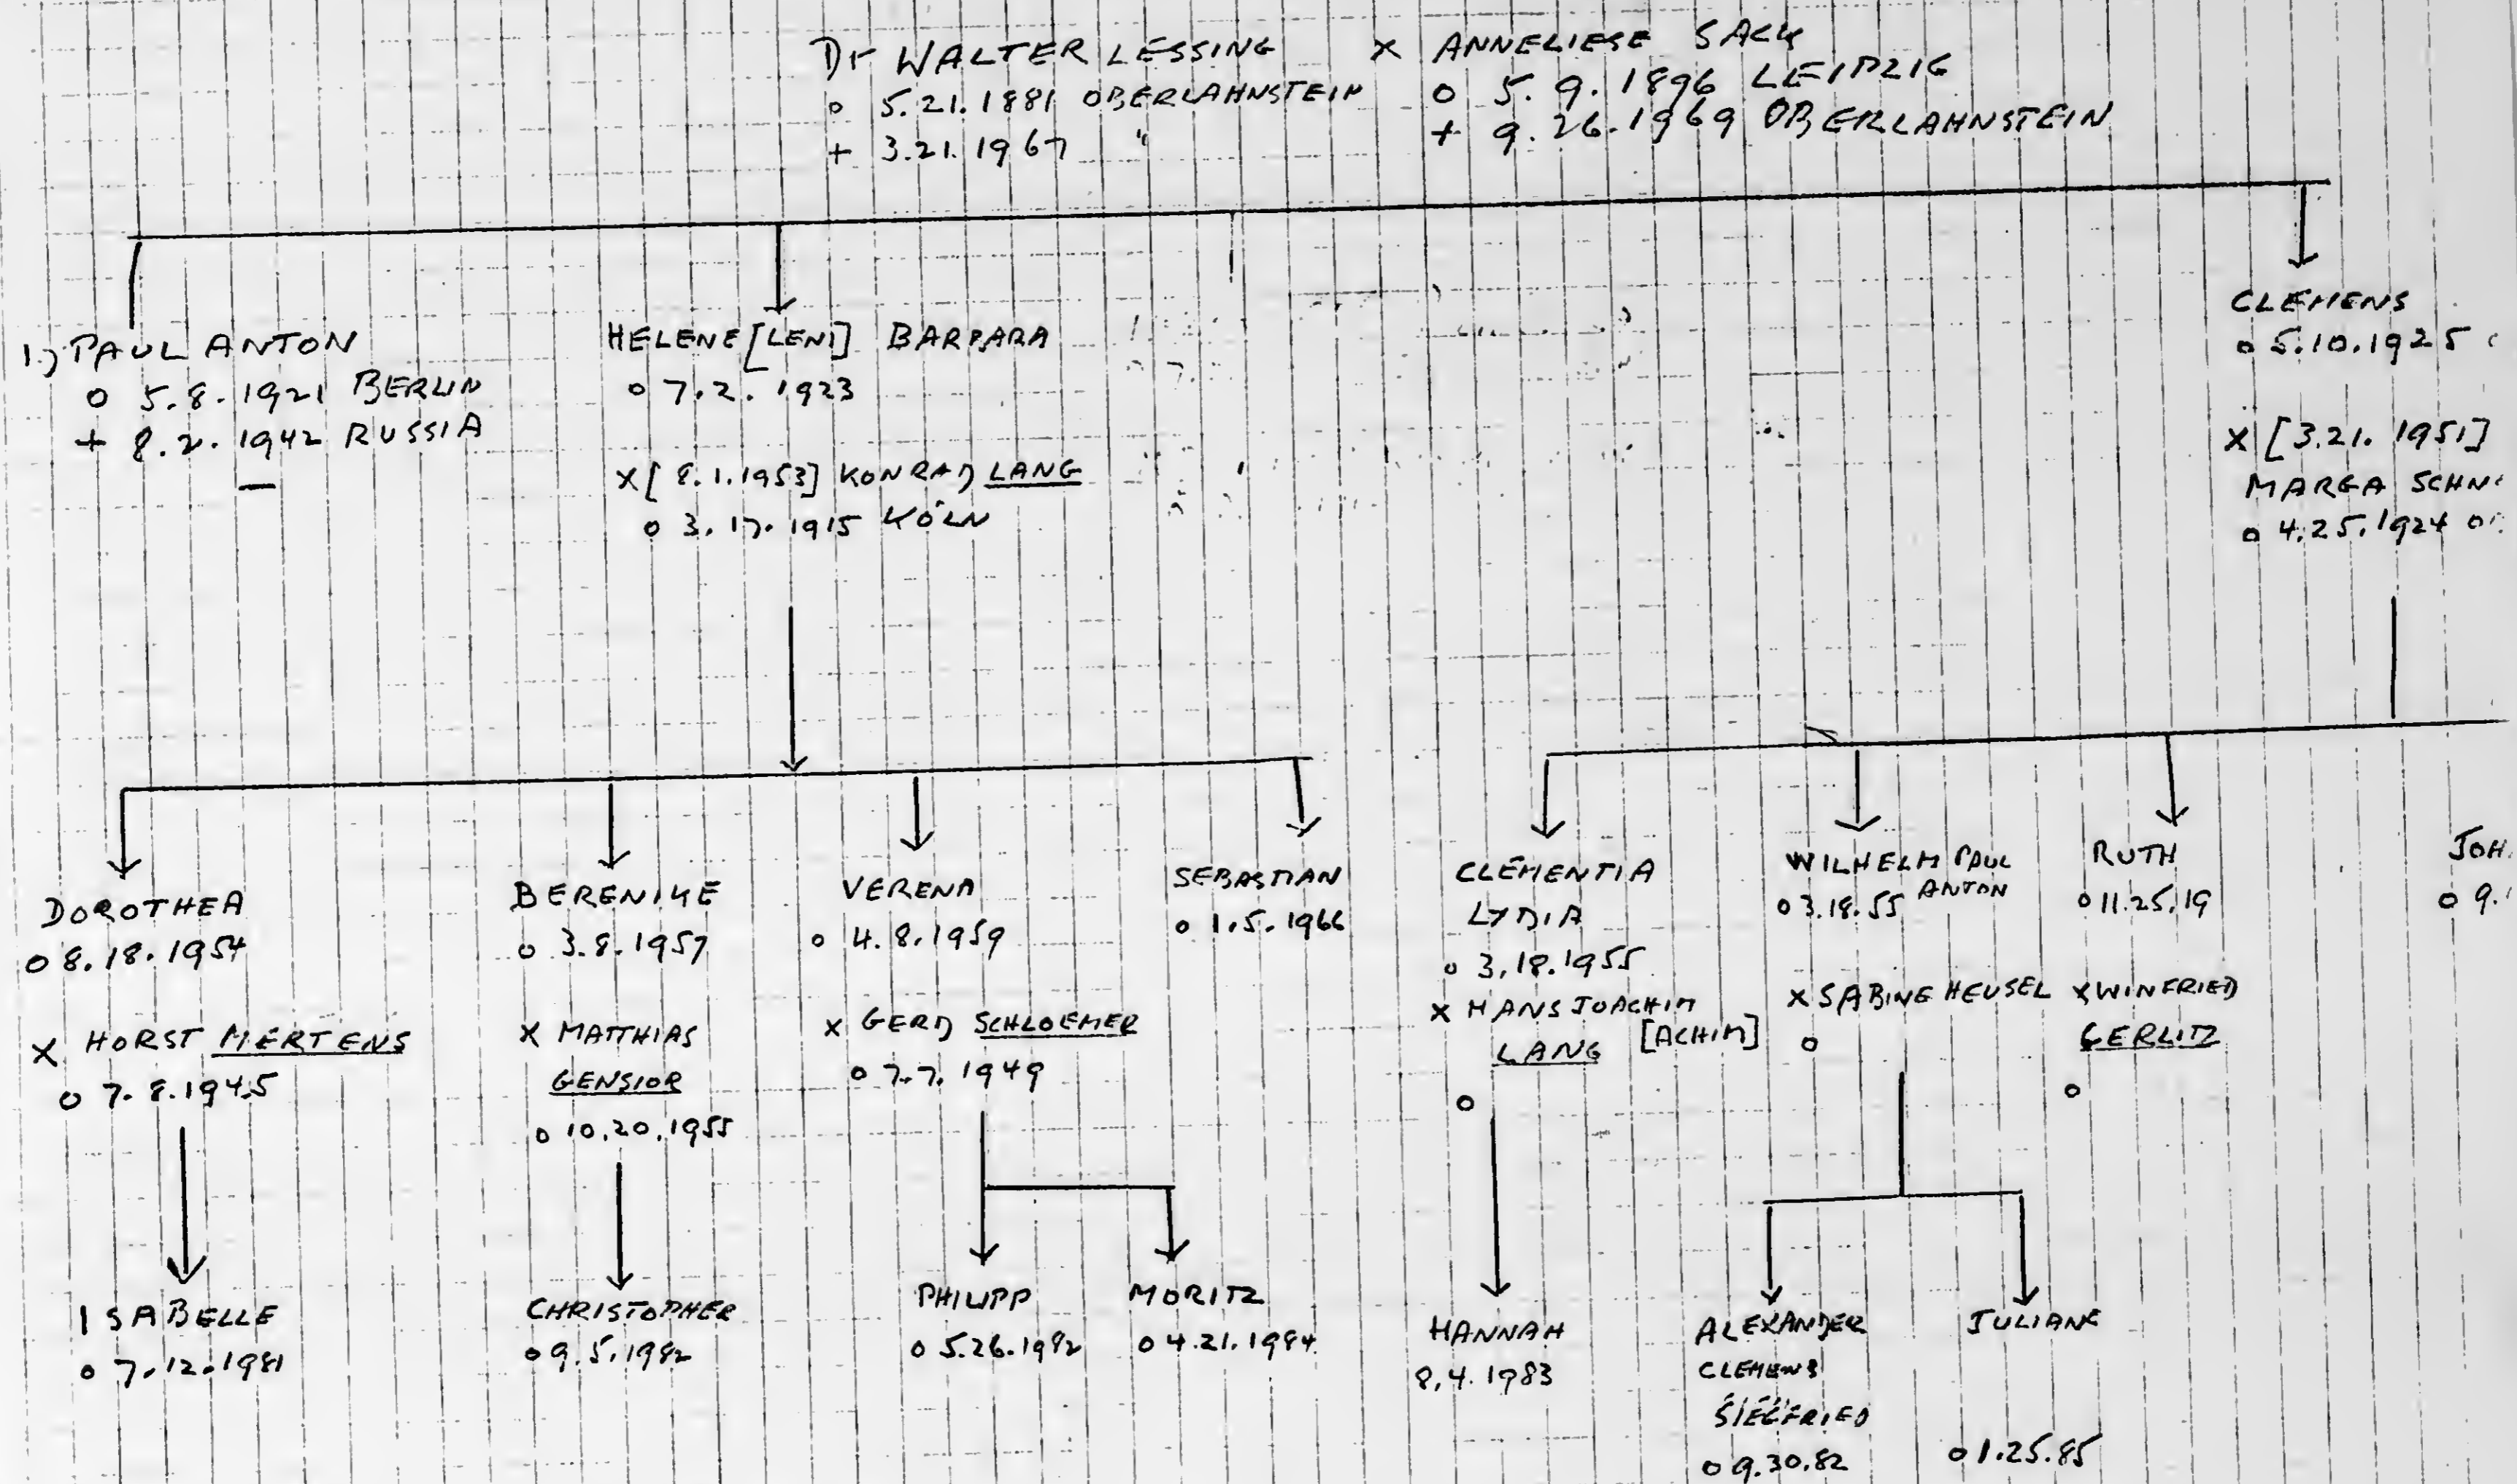 Dr WALTER LESSING X ANNELIESE SACK
o 5.21.1881 OBERLAHNSTEIN o 5.9.1896 LEIPZIG
+ 3.21.1967 " + 9.26.1969 OBERLAHNSTEIN
1.) PAUL ANTON
o 5.8.1921 BERLIN
+ 8.2.1942 RUSSIA
—
HELENE [LENI] BARBARA
o 7.2.1923
X [8.1.1953] KONRAD LANG
o 3.17.1915 KÖLN
CLEMENS
o 5.10.1925
X [3.21.1951]
MARGA
o 4.25.1924
DOROTHEA
o 8.18.1954
X HORST MERTENS
o 7.8.1945
BERENIKE
o 3.8.1957
X MATTHIAS
GENSIOR
o 10.20.1955
VERENA
o 4.8.1959
X GERD SCHLOEMER
o 7.7.1949
SEBASTIAN
o 1.5.1966
CLEMENTIA
LYDIA
o 3.18.1955
X HANS JOACHIM
[ACHIM]
LANG
o
WILHELM PAUL
ANTON
o 3.18.55
X SABINE HEUSEL
o
RUTH
o 11.25.19
X WINFRIED
GERLITZ
o
JOH
o 9.
ISABELLE
o 7.12.1981
CHRISTOPHER
o 9.5.1982
PHILIPP
o 5.26.1982
MORITZ
o 4.21.1984
HANNAH
8.4.1983
ALEXANDER
CLEMENS
SIEGFRIED
o 9.30.82
JULIANE
o 1.25.85